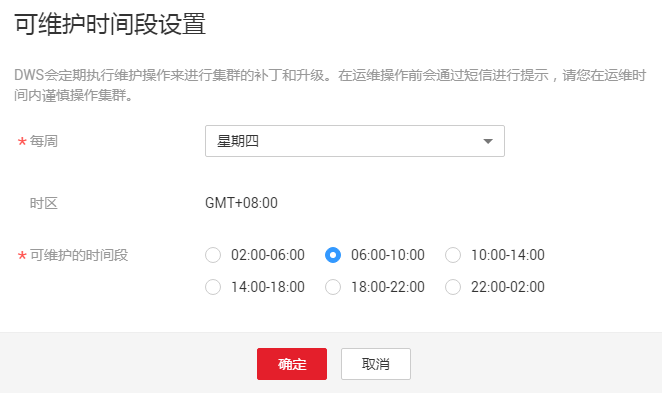 可维护时间段设置
DWS会定期执行维护操作来进行集群的补丁和升级。在运维操作前会通过短信进行提示，请您在运维时
间内谨慎操作集群。
* 每周 星期四
时区 GMT+08:00
* 可维护的时间段 02:00-06:00 06:00-10:00 10:00-14:00
14:00-18:00 18:00-22:00 22:00-02:00
确定 取消